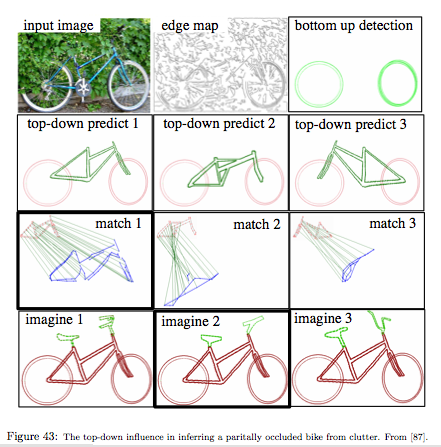 input image edge map bottom up detection
top-down predict 1 top-down predict 2 top-down predict 3
match 1 match 2 match 3
imagine 1 imagine 2 imagine 3
Figure 43: The top-down influence in inferring a paritally occluded bike from clutter. From [87].